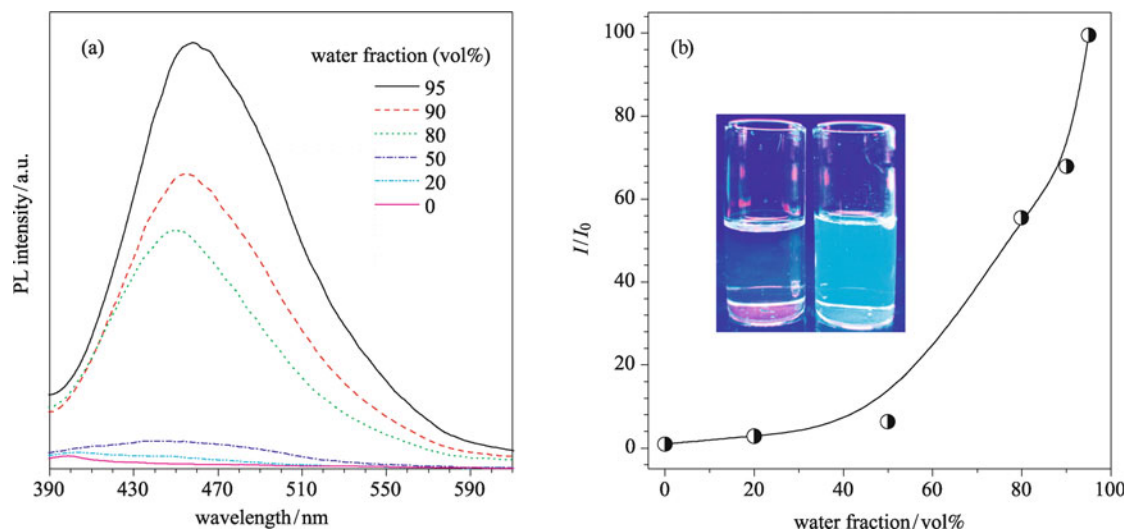 (a)
water fraction (vol%)
95
90
80
50
20
0
PL intensity/a.u.
390 430 470 510 550 590
wavelength/nm
(b)
100
80
60
40
20
0
I/I0
0 20 40 60 80 100
water fraction/vol%